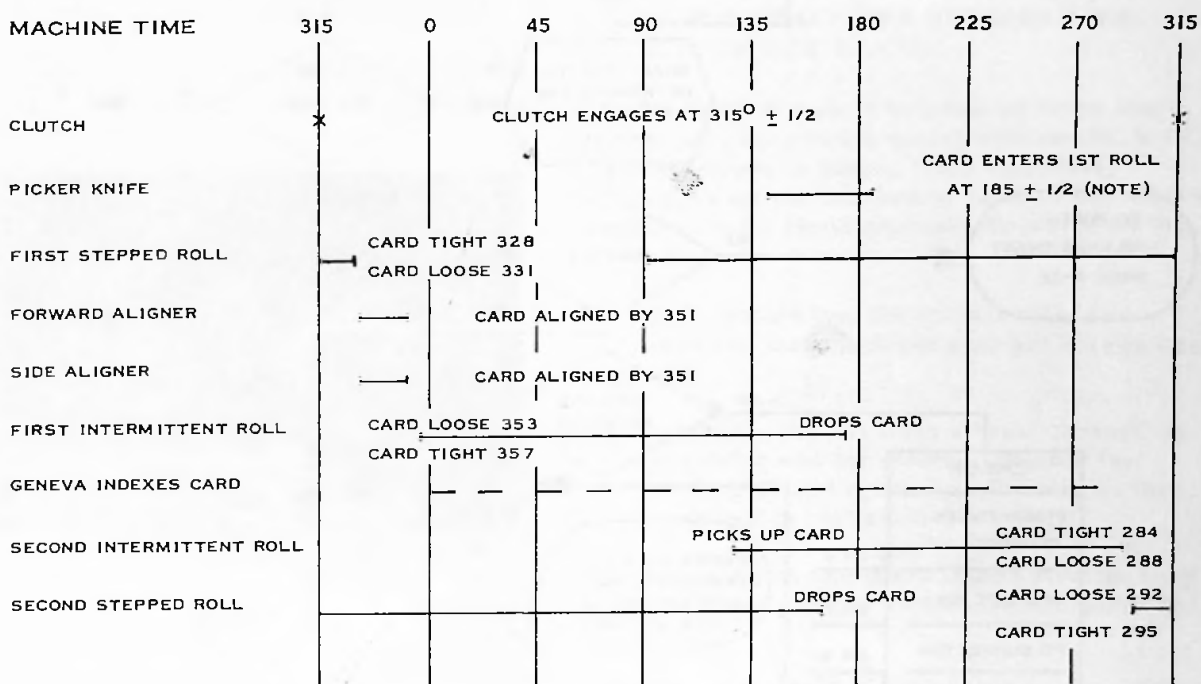 MACHINE TIME 315 0 45 90 135 180 225 270 315
CLUTCH CLUTCH ENGAGES AT 315° ± 1/2
CARD ENTERS 1ST ROLL
PICKER KNIFE AT 185 ± 1/2 (NOTE)
CARD TIGHT 328
FIRST STEPPED ROLL
CARD LOOSE 331
FORWARD ALIGNER CARD ALIGNED BY 351
SIDE ALIGNER CARD ALIGNED BY 351
FIRST INTERMITTENT ROLL CARD LOOSE 353 DROPS CARD
CARD TIGHT 357
GENEVA INDEXES CARD
SECOND INTERMITTENT ROLL PICKS UP CARD CARD TIGHT 284
CARD LOOSE 288
SECOND STEPPED ROLL DROPS CARD CARD LOOSE 292
CARD TIGHT 295